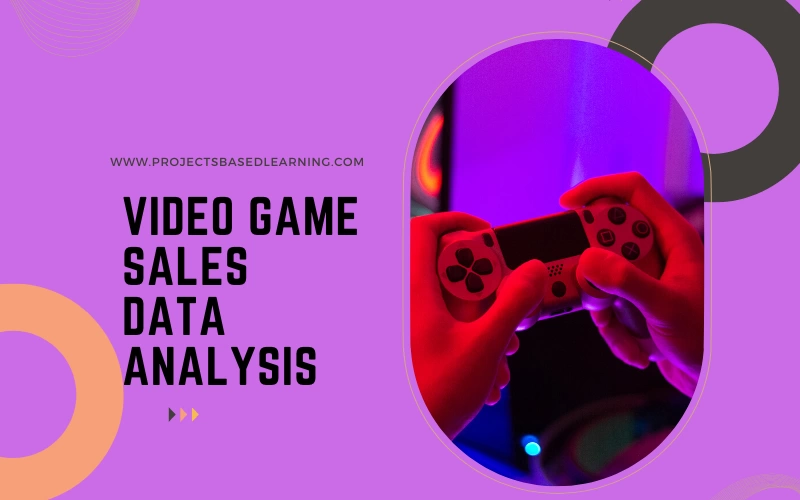 WWW.PROJECTSBASEDLEARNING.COM
VIDEO GAME
SALES
DATA
ANALYSIS